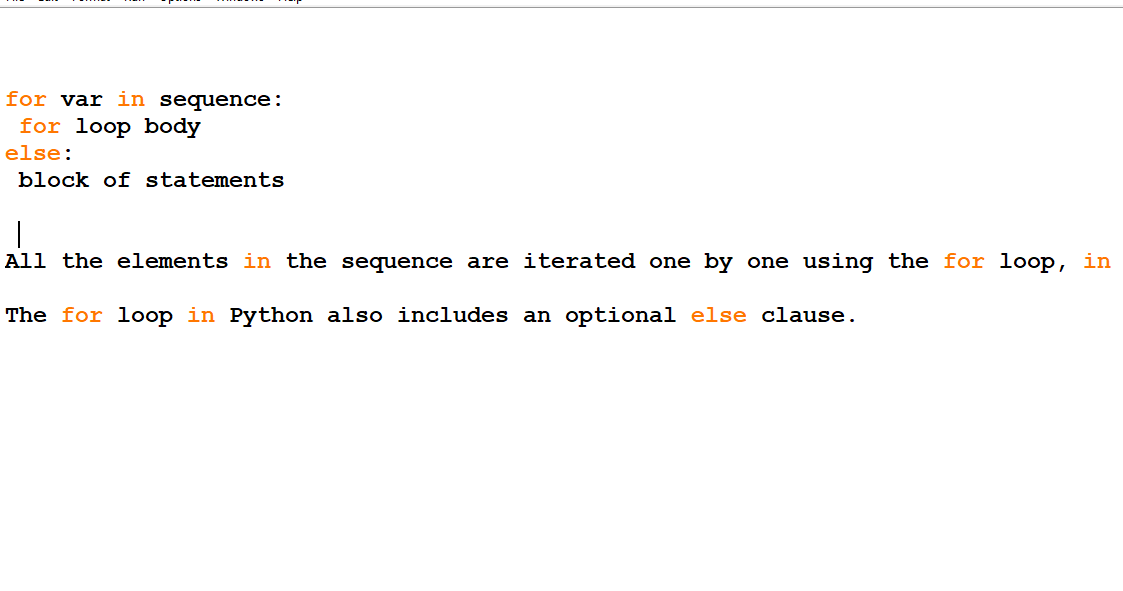 for var in sequence:
 for loop body
else:
 block of statements
All the elements in the sequence are iterated one by one using the for loop, in
The for loop in Python also includes an optional else clause.